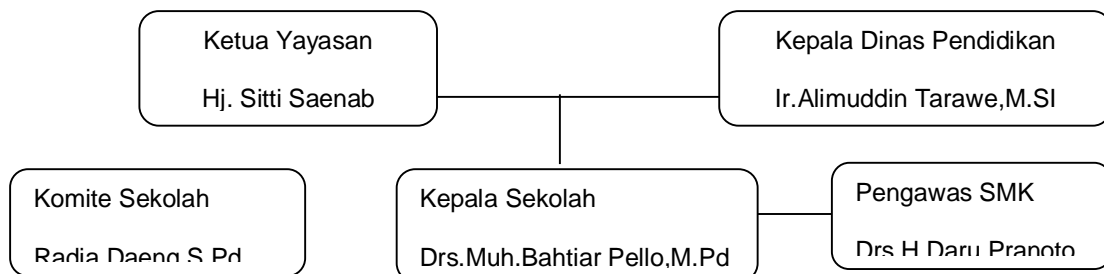 Ketua Yayasan
Hj. Sitti Saenab
Kepala Dinas Pendidikan
Ir.Alimuddin Tarawe,M.SI
Komite Sekolah
Radia Daeng,S.Pd
Kepala Sekolah
Drs.Muh.Bahtiar Pello,M.Pd
Pengawas SMK
Drs.H.Daru Pranoto